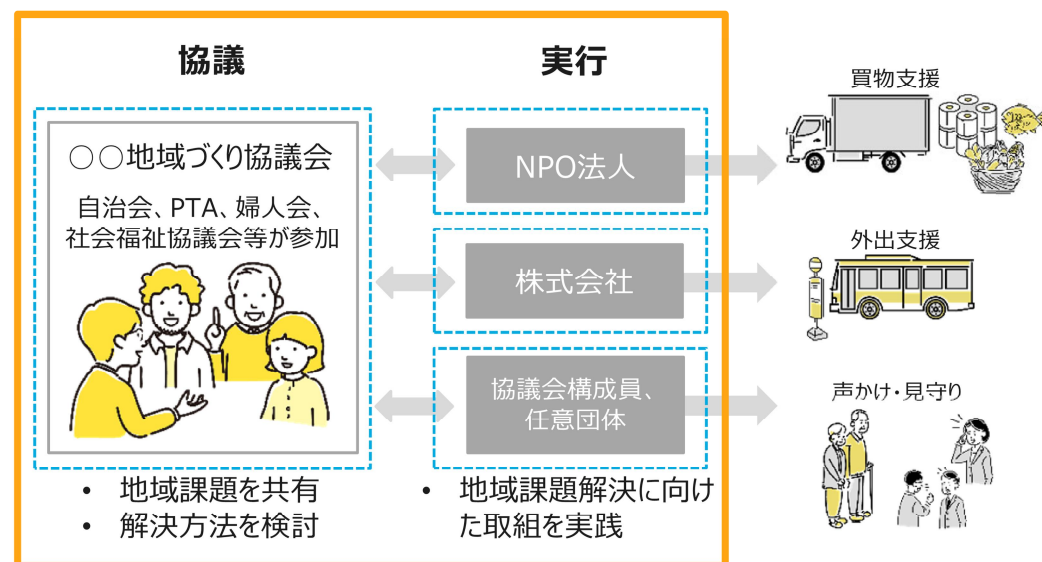 協議
○○地域づくり協議会
自治会、PTA、婦人会、
社会福祉協議会等が参加
• 地域課題を共有
• 解決方法を検討
実行
NPO法人
株式会社
協議会構成員、
任意団体
• 地域課題解決に向け
た取組を実践
買物支援
外出支援
声かけ・見守り